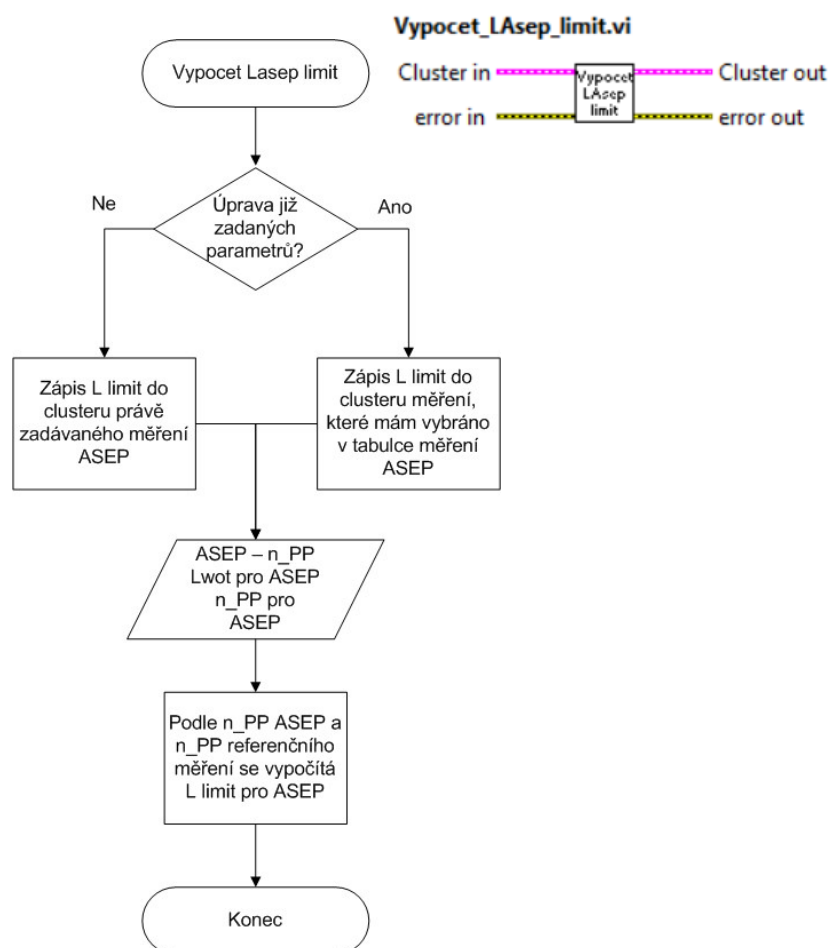 Vypocet_LAsep_limit.vi
Cluster in
Vypocet
LAsep
limit
Cluster out
error in
error out
Vypocet Lasep limit
Úprava již
zadaných
parametrů?
Ne
Ano
Zápis L limit do
clusteru právě
zadávaného měření
ASEP
Zápis L limit do
clusteru měření,
které mám vybráno
v tabulce měření
ASEP
ASEP – n_PP
Lwot pro ASEP
n_PP pro
ASEP
Podle n_PP ASEP a
n_PP referenčního
měření se vypočítá
L limit pro ASEP
Konec